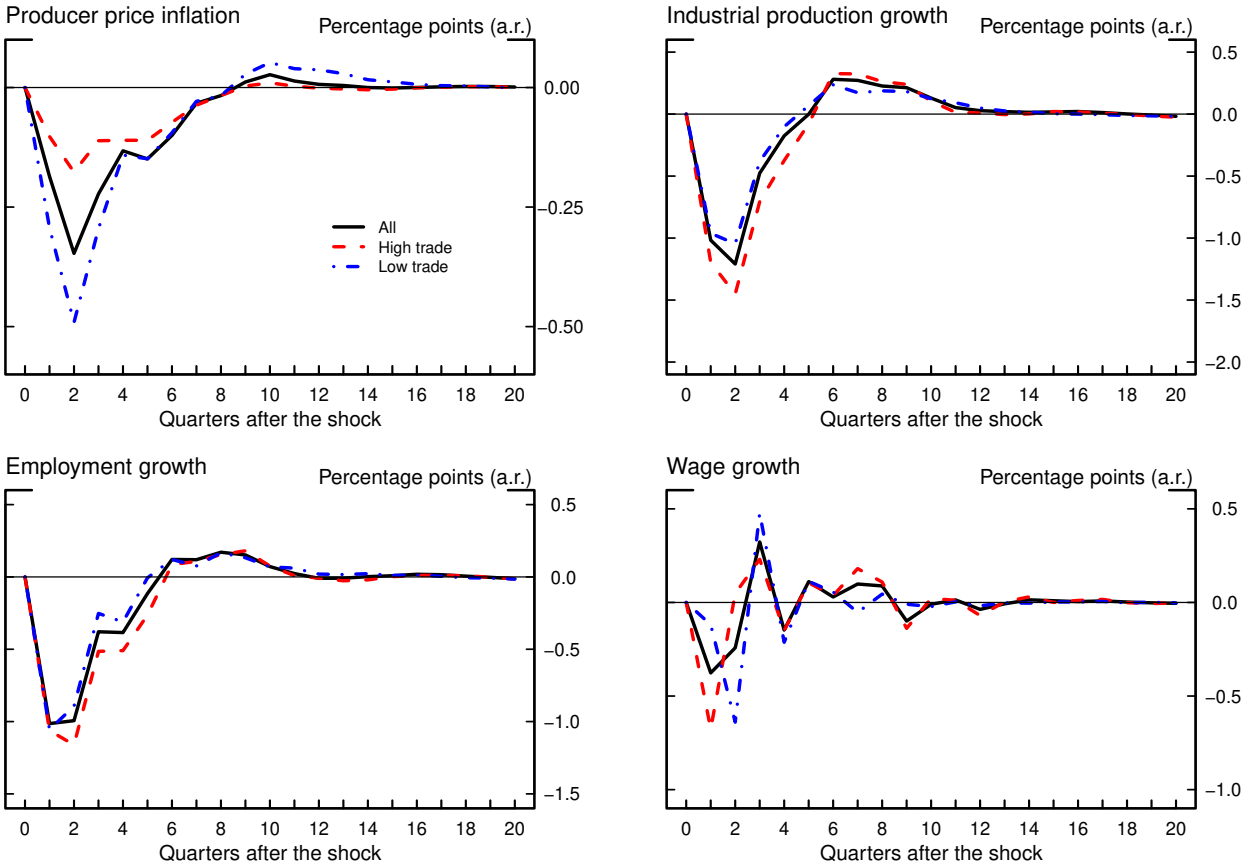 Producer price inflation
Percentage points (a.r.)
0.00
−0.25
−0.50
All
High trade
Low trade
0 2 4 6 8 10 12 14 16 18 20
Quarters after the shock
Industrial production growth
Percentage points (a.r.)
0.5
0.0
−0.5
−1.0
−1.5
−2.0
0 2 4 6 8 10 12 14 16 18 20
Quarters after the shock
Employment growth
Percentage points (a.r.)
0.5
0.0
−0.5
−1.0
−1.5
0 2 4 6 8 10 12 14 16 18 20
Quarters after the shock
Wage growth
Percentage points (a.r.)
0.5
0.0
−0.5
−1.0
0 2 4 6 8 10 12 14 16 18 20
Quarters after the shock